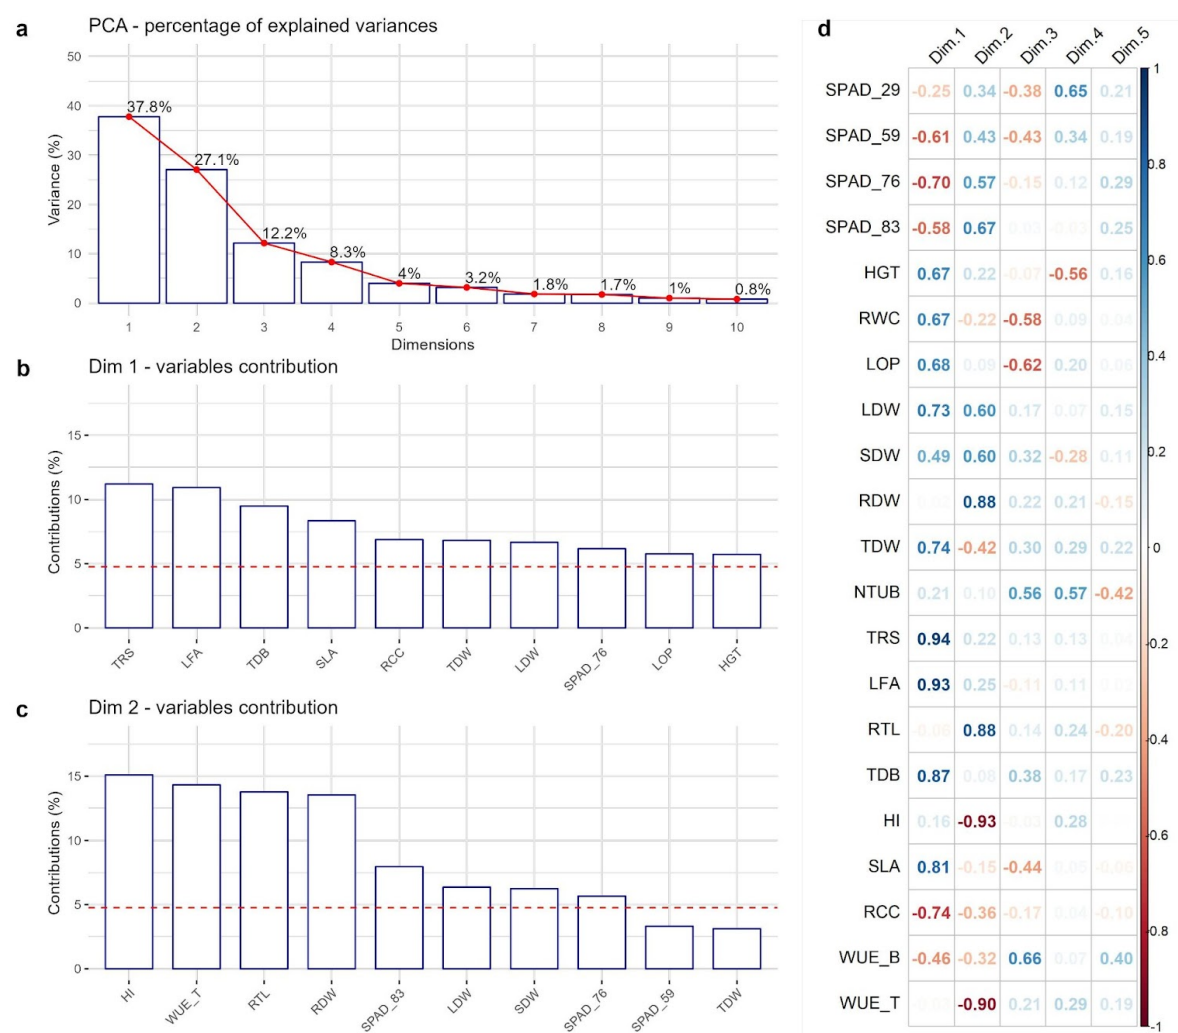 a
PCA - percentage of explained variances
50
40
30
20
10
0
Variance (%)
37.8%
27.1%
12.2%
8.3%
4%
3.2%
1.8%
1.7%
1%
0.8%
1 2 3 4 5 6 7 8 9 10
Dimensions
b
Dim 1 - variables contribution
15
10
5
0
Contributions (%)
TRS LFA TDB SLA RCC TDW LDW SPAD_76 LOP HGT
c
Dim 2 - variables contribution
15
10
5
0
Contributions (%)
HI WUE_T RTL RDW SPAD_83 LDW SDW SPAD_76 SPAD_59 TDW
d
Dim.1 Dim.2 Dim.3 Dim.4 Dim.5
SPAD_29 -0.25 0.34 -0.38 0.65 0.21
SPAD_59 -0.61 0.43 -0.43 0.34 0.19
SPAD_76 -0.70 0.57 -0.15 0.12 0.29
SPAD_83 -0.58 0.67 0.25
HGT 0.67 0.22 -0.07 -0.56 0.16
RWC 0.67 -0.22 -0.58 0.09 0.04
LOP 0.68 0.09 -0.62 0.20 0.06
LDW 0.73 0.60 0.17 0.07 0.15
SDW 0.49 0.60 0.32 -0.28 0.11
RDW 0.88 0.22 0.21 -0.15
TDW 0.74 -0.42 0.30 0.29 0.22
NTUB 0.21 0.10 0.56 0.57 -0.42
TRS 0.94 0.22 0.13 0.13
LFA 0.93 0.25 -0.11 0.11
RTL -0.06 0.88 0.14 0.24 -0.20
TDB 0.87 0.08 0.38 0.17 0.23
HI 0.16 -0.93 0.28
SLA 0.81 -0.15 -0.44 0.05 -0.06
RCC -0.74 -0.36 -0.17 0.04 -0.10
WUE_B -0.46 -0.32 0.66 0.07 0.40
WUE_T -0.90 0.21 0.29 0.19
1
0.8
0.6
0.4
0.2
0
-0.2
-0.4
-0.6
-0.8
-1